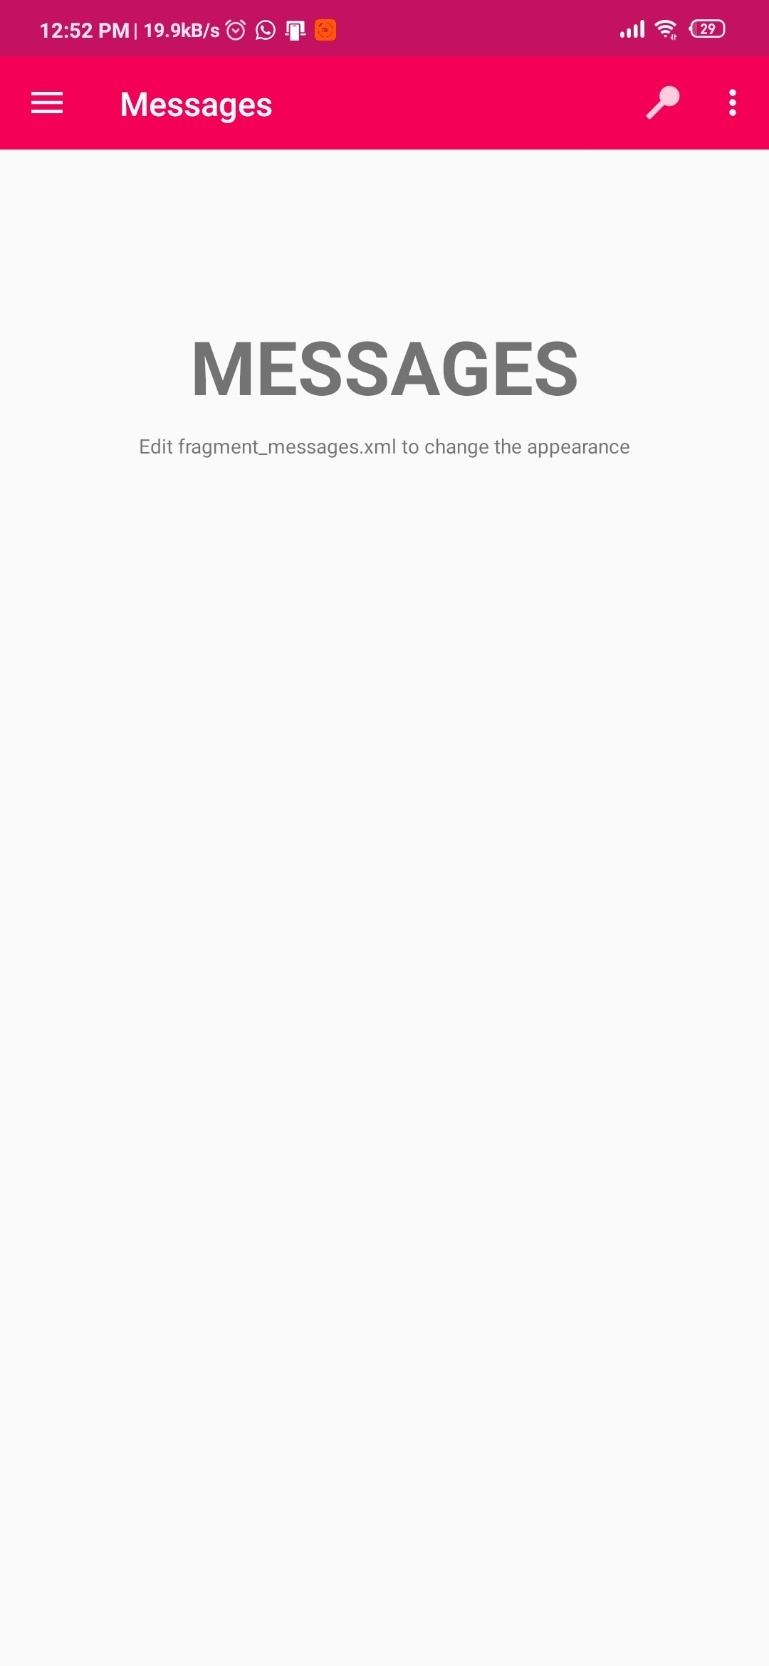 12:52 PM | 19.9kB/s 29
Messages
MESSAGES
Edit fragment_messages.xml to change the appearance